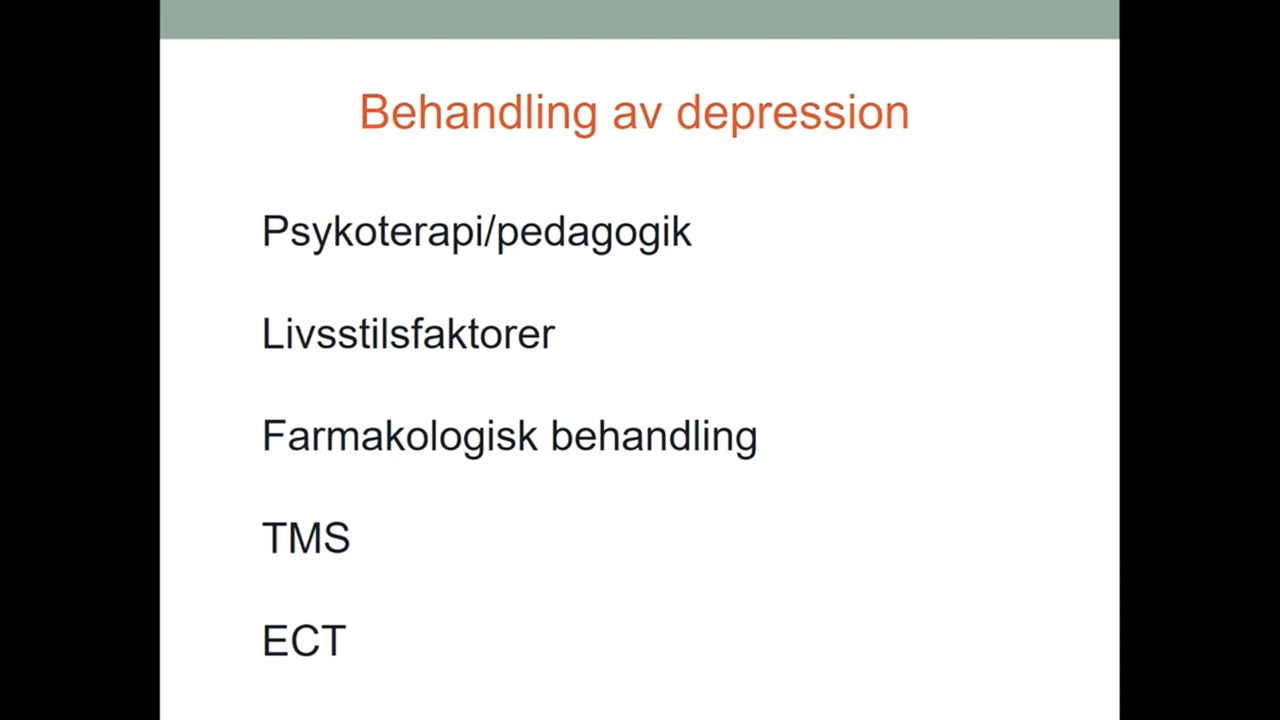 Behandling av depression
Psykoterapi/pedagogik
Livsstilsfaktorer
Farmakologisk behandling
TMS
ECT